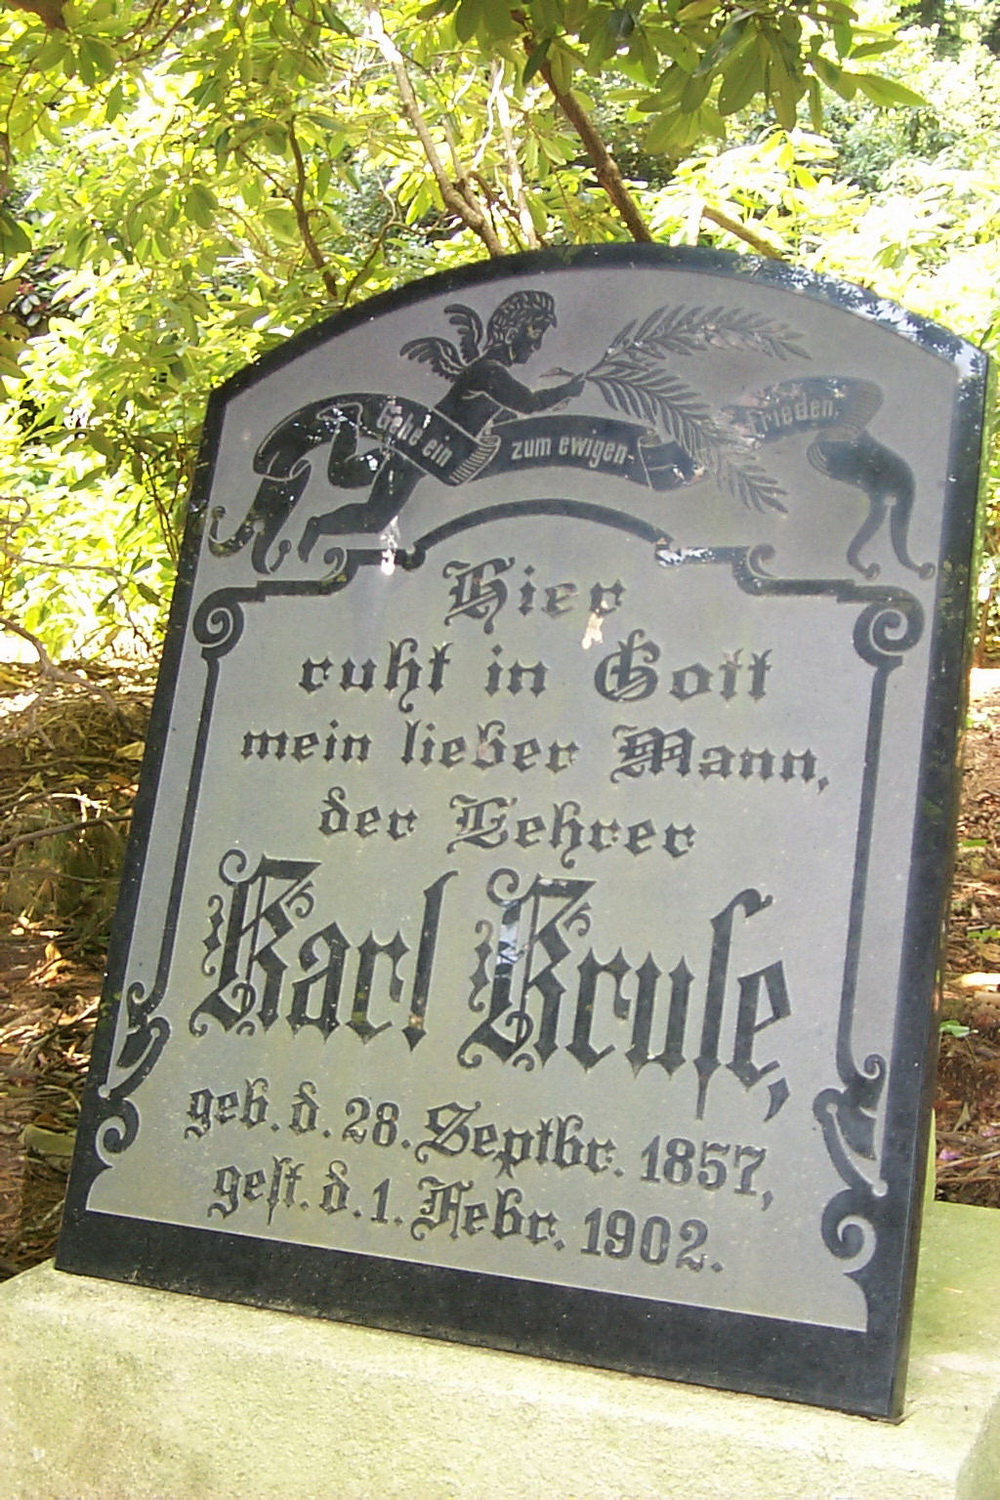 Gehe ein zum ewigen Frieden.
Hier
ruht in Gott
mein lieber Mann,
der Lehrer
Karl Kruſe,
geb. d. 28. Septbr. 1857,
geſt. d. 1. Febr. 1902.